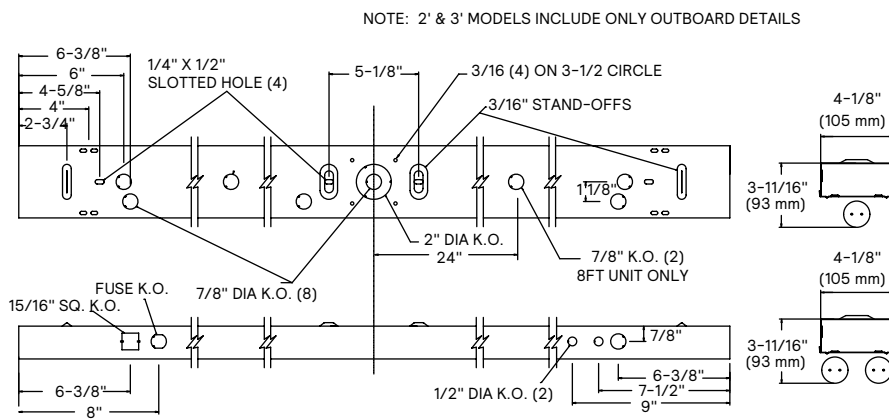 NOTE: 2' & 3' MODELS INCLUDE ONLY OUTBOARD DETAILS
6-3/8"
6"
4-5/8"
4"
2-3/4"
1/4" X 1/2"
SLOTTED HOLE (4)
5-1/8"
3/16 (4) ON 3-1/2 CIRCLE
3/16" STAND-OFFS
1 1/8"
2" DIA K.O.
24"
7/8" K.O. (2)
8FT UNIT ONLY
7/8" DIA K.O. (8)
4-1/8"
(105 mm)
3-11/16"
(93 mm)
FUSE K.O.
15/16" SQ. K.O.
6-3/8"
8"
7/8"
1/2" DIA K.O. (2)
6-3/8"
7-1/2"
9"
4-1/8"
(105 mm)
3-11/16"
(93 mm)